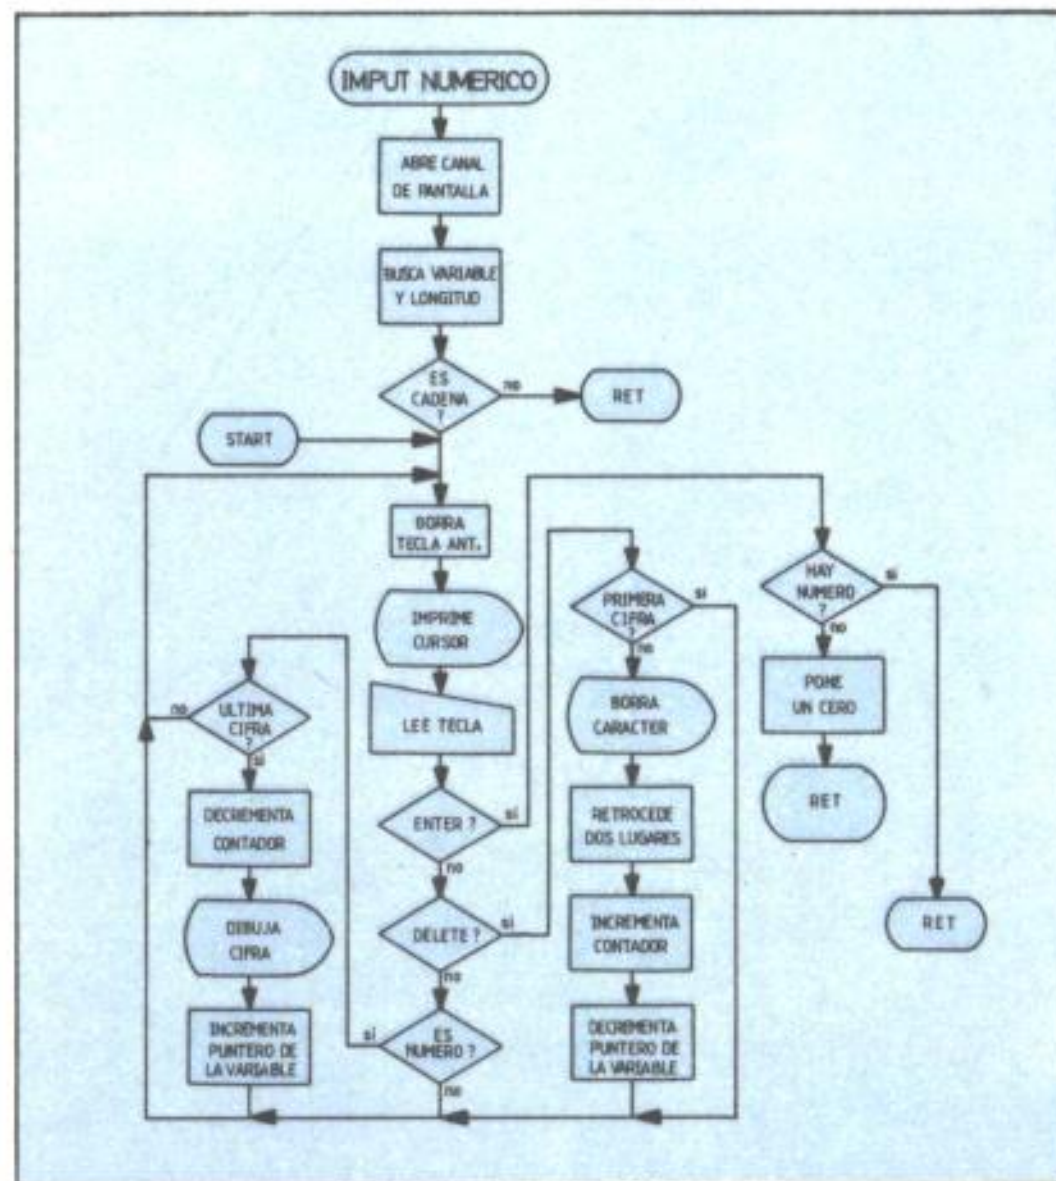 IMPUT NUMERICO
ABRE CANAL
DE PANTALLA
BUSCA VARIABLE
Y LONGITUD
ES
CADENA
?
no
RET
START
BORRA
TECLA ANT.
IMPRIME
CURSOR
LEE TECLA
ENTER ?
si
no
DELETE ?
si
no
ES
NUMERO ?
si
no
ULTIMA
CIFRA
?
no
si
DECREMENTA
CONTADOR
DIBUJA
CIFRA
INCREMENTA
PUNTERO DE
LA VARIABLE
PRIMERA
CIFRA
?
si
no
BORRA
CARACTER
RETROCEDE
DOS LUGARES
INCREMENTA
CONTADOR
DECREMENTA
PUNTERO DE
LA VARIABLE
HAY
NUMERO
?
si
no
PONE
UN CERO
RET
RET